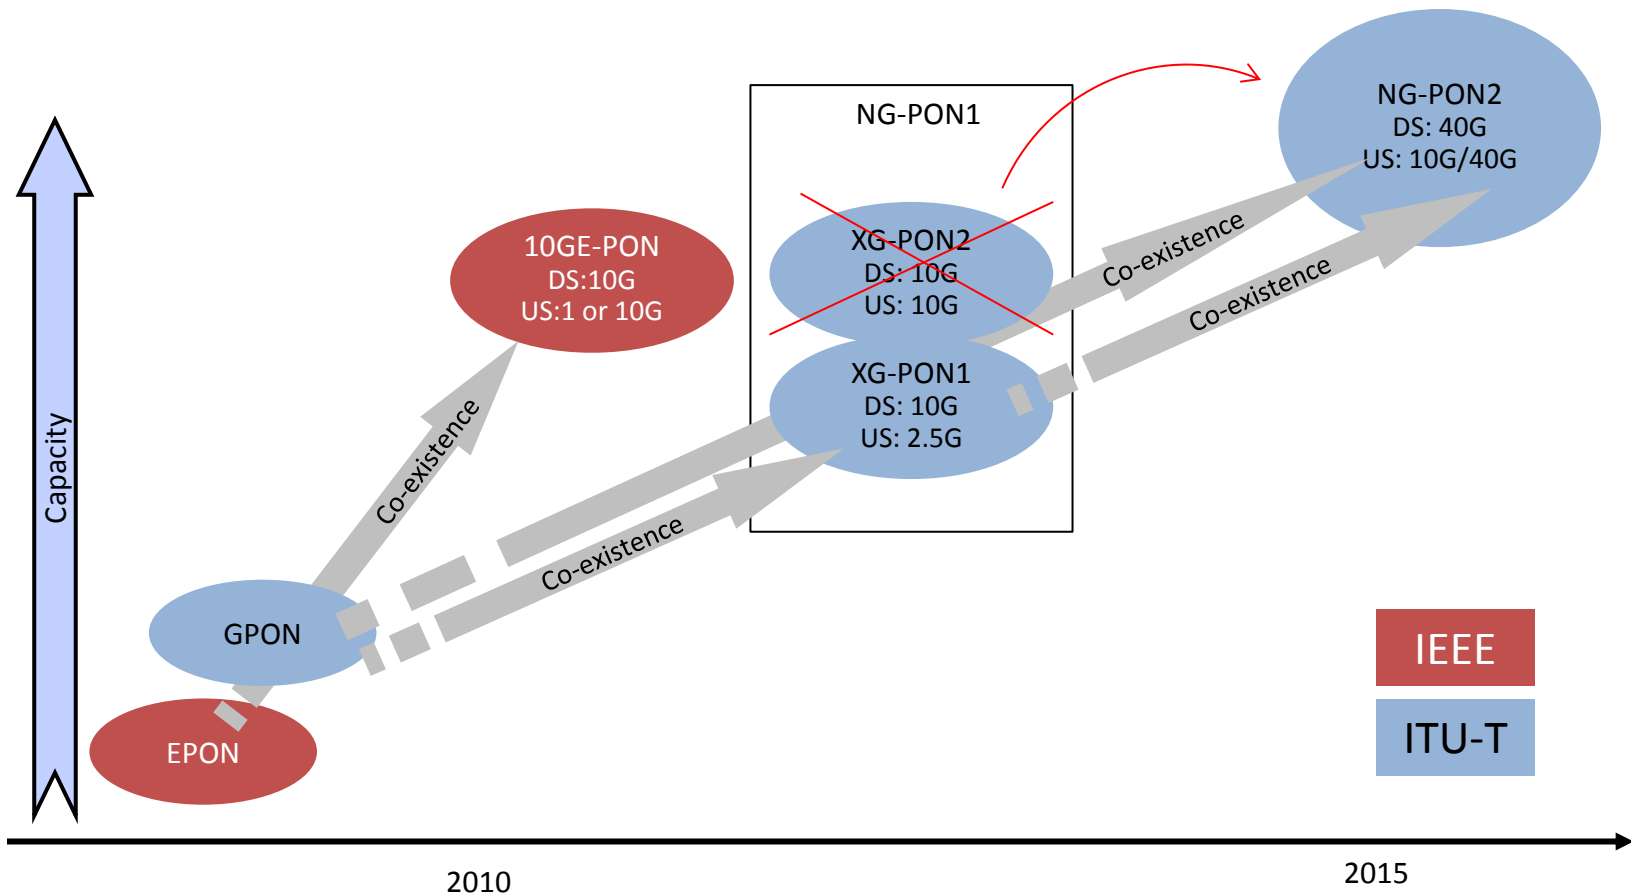 NG-PON1
NG-PON2
DS: 40G
US: 10G/40G
10GE-PON
DS:10G
US:1 or 10G
XG-PON2
DS: 10G
US: 10G
Co-existence
Co-existence
XG-PON1
DS: 10G
US: 2.5G
Co-existence
Co-existence
Capacity
GPON
EPON
IEEE
ITU-T
2010
2015